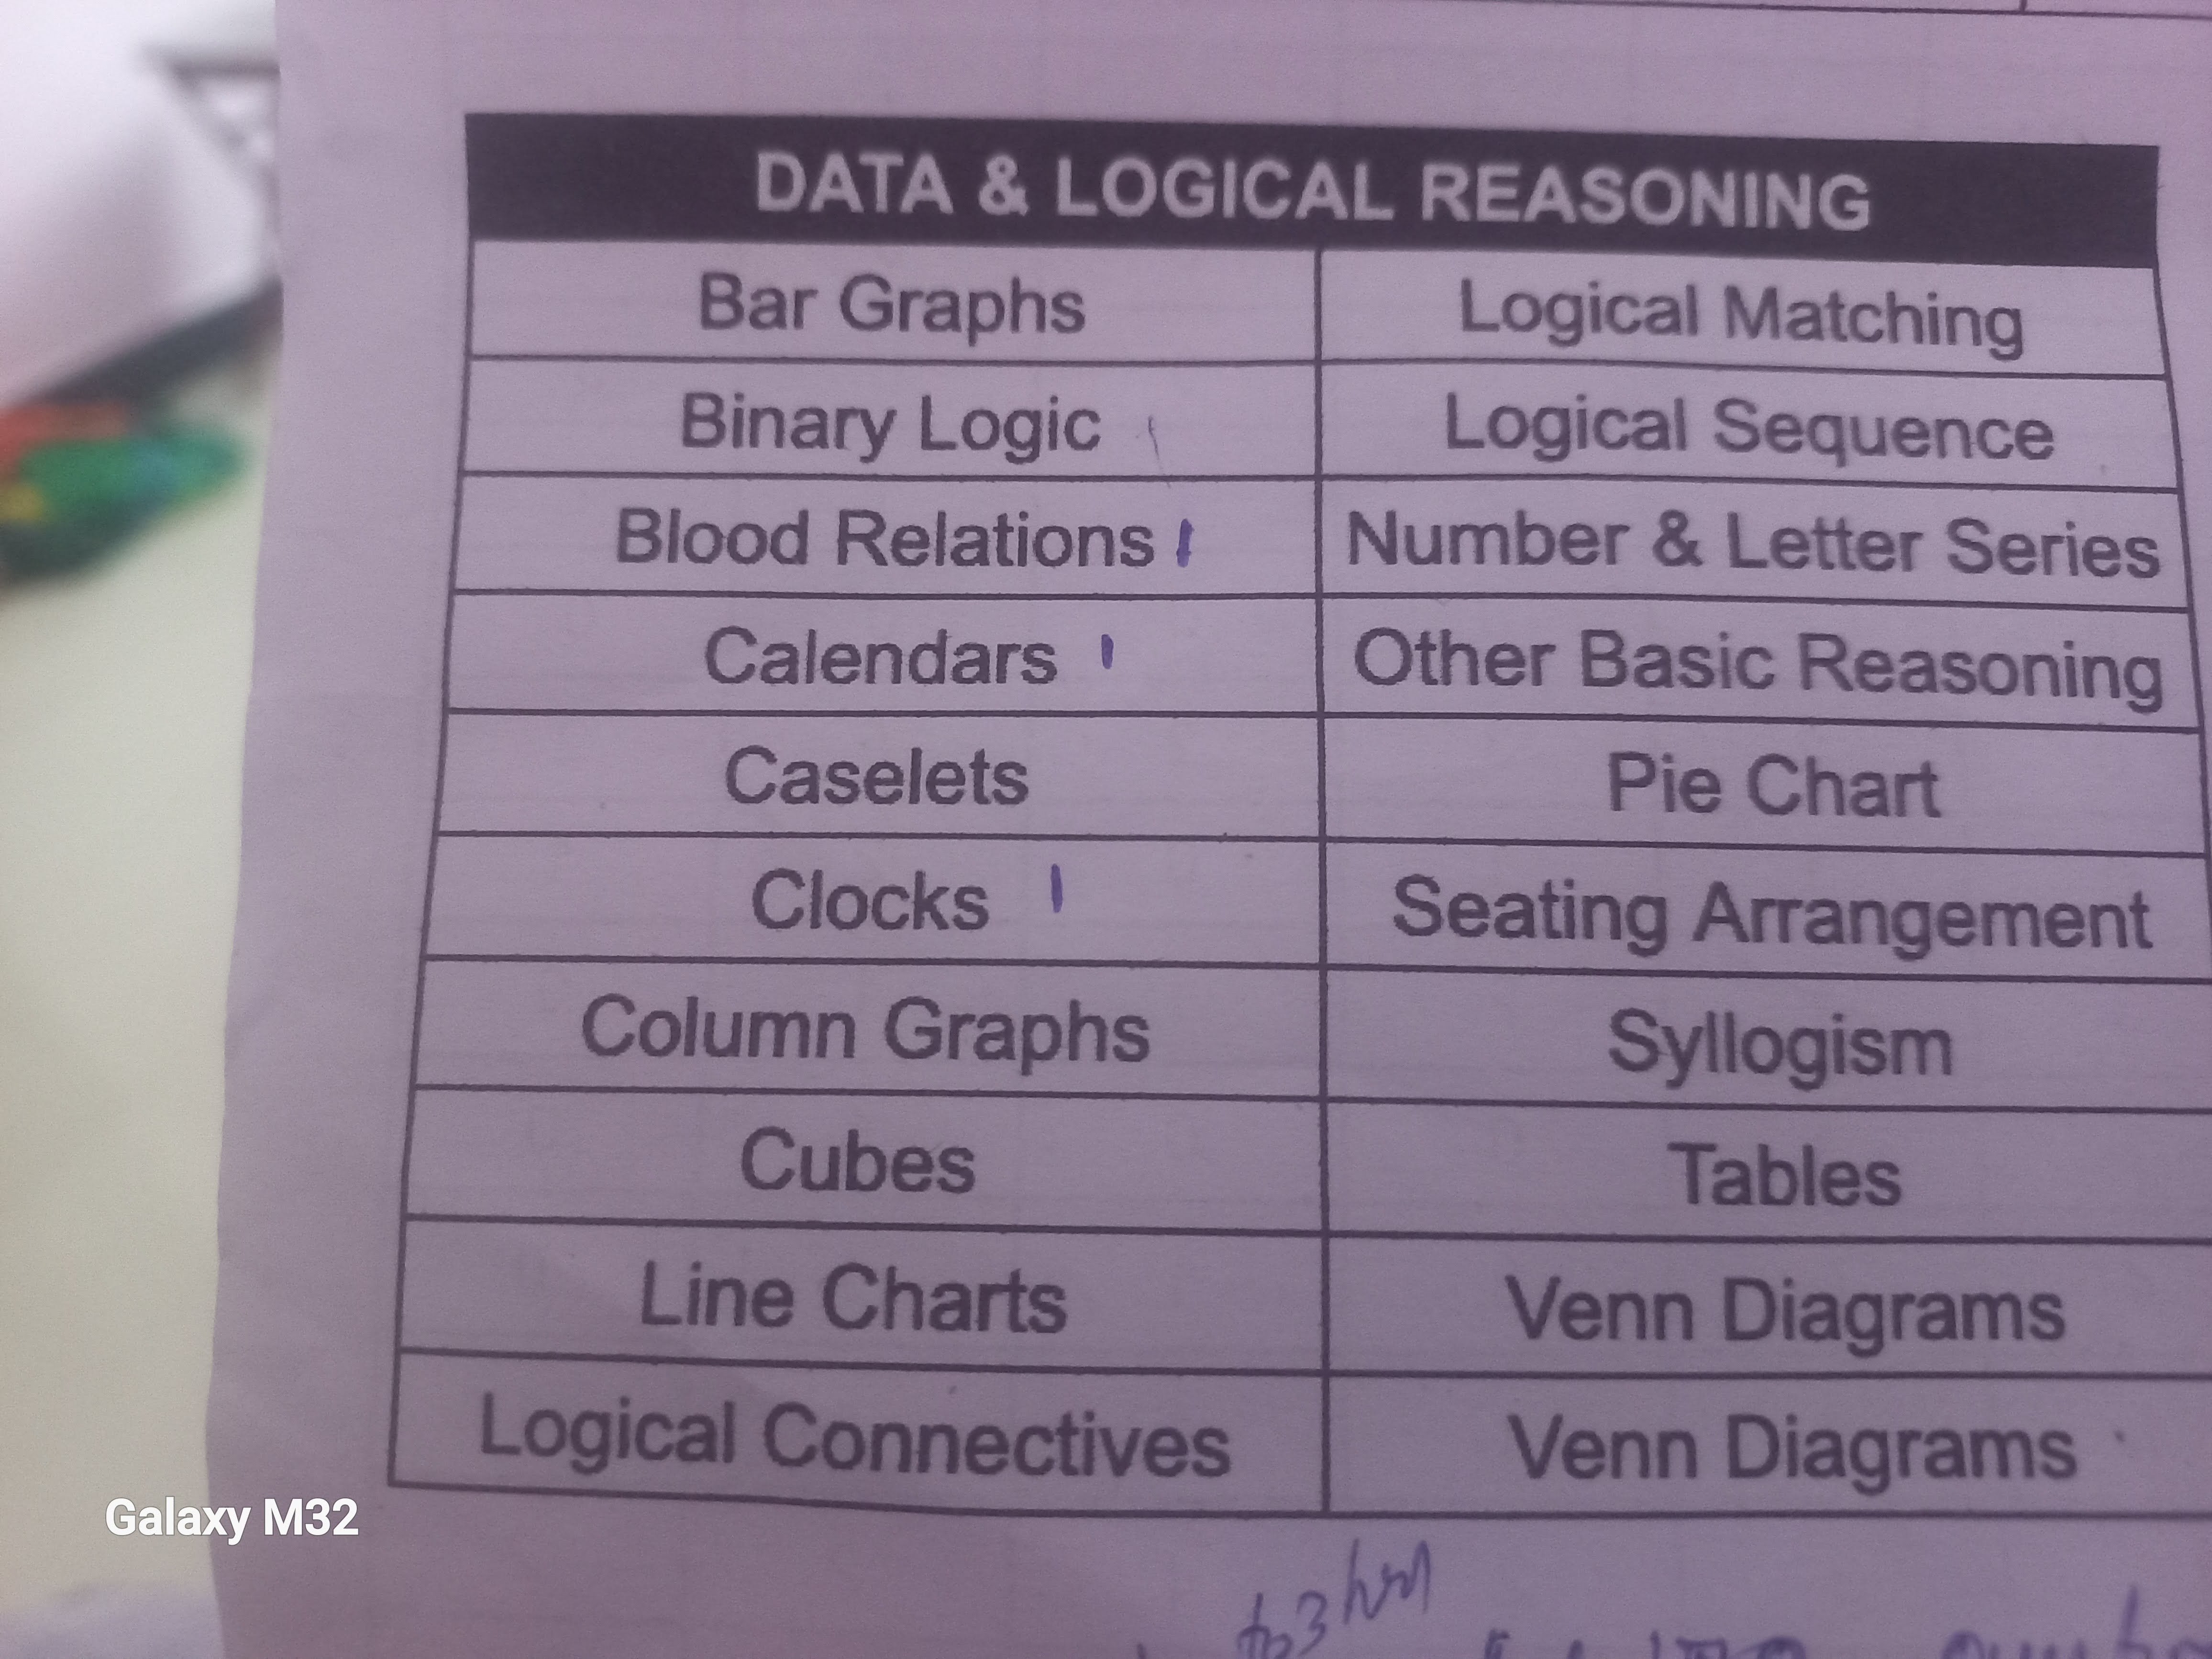 DATA & LOGICAL REASONING
Bar Graphs Logical Matching
Binary Logic Logical Sequence
Blood Relations Number & Letter Series
Calendars Other Basic Reasoning
Caselets Pie Chart
Clocks Seating Arrangement
Column Graphs Syllogism
Cubes Tables
Line Charts Venn Diagrams
Logical Connectives Venn Diagrams
Galaxy M32